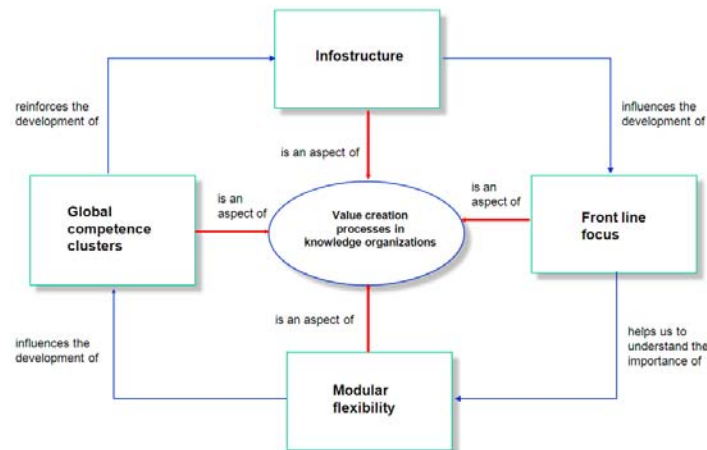 Infostructure
reinforces the
development of
influences the
development of
is an aspect of
Global
competence
clusters
is an
aspect of
Value creation
processes in
knowledge organizations
is an
aspect of
Front line
focus
is an aspect of
influences the
development of
helps us to
understand the
importance of
Modular
flexibility